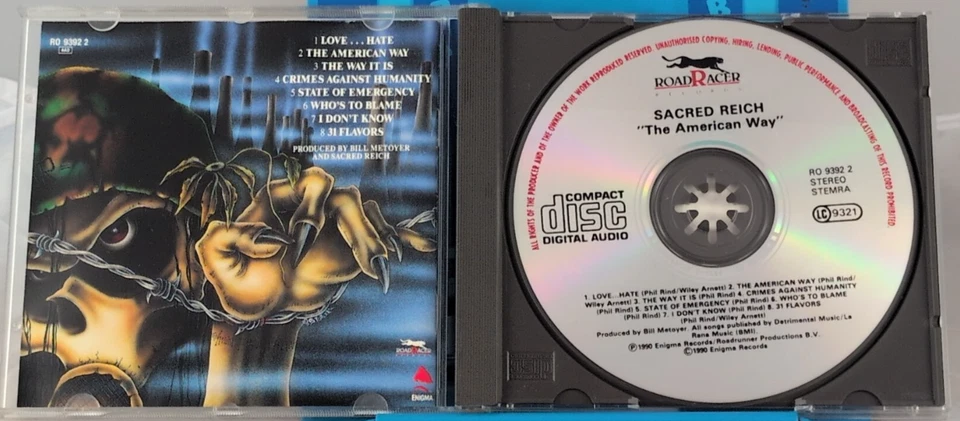 RO 9392 2
1 LOVE . . . HATE
2 THE AMERICAN WAY
3 THE WAY IT IS
4 CRIMES AGAINST HUMANITY
5 STATE OF EMERGENCY
6 WHO'S TO BLAME
7 I DON'T KNOW
8 31 FLAVORS
PRODUCED BY BILL METOYER
AND SACRED REICH
ROADRACER
ENIGMA
ALL RIGHTS OF THE PRODUCER AND OF THE OWNER OF THE WORK REPRODUCED RESERVED. UNAUTHORISED COPYING, HIRING, LENDING, PUBLIC PERFORMANCE AND BROADCASTING OF THIS RECORD PROHIBITED.
ROADRACER
RECORDS
SACRED REICH
"The American Way"
RO 9392 2
STEREO
STEMRA
LC 9321
COMPACT
disc
DIGITAL AUDIO
1. LOVE...HATE (Phil Rind/Wiley Arnett) 2. THE AMERICAN WAY (Phil Rind/
Wiley Arnett) 3. THE WAY IT IS (Phil Rind) 4. CRIMES AGAINST HUMANITY
(Phil Rind) 5. STATE OF EMERGENCY (Phil Rind) 6. WHO'S TO BLAME
(Phil Rind) 7. I DON'T KNOW (Phil Rind) 8. 31 FLAVORS
(Phil Rind/Wiley Arnett)
Produced by Bill Metoyer. All songs published by Detrimental Music/Le
Rana Music (BMI).
Ⓟ1990 Enigma Records/Roadrunner Productions B.V.
©1990 Enigma Records